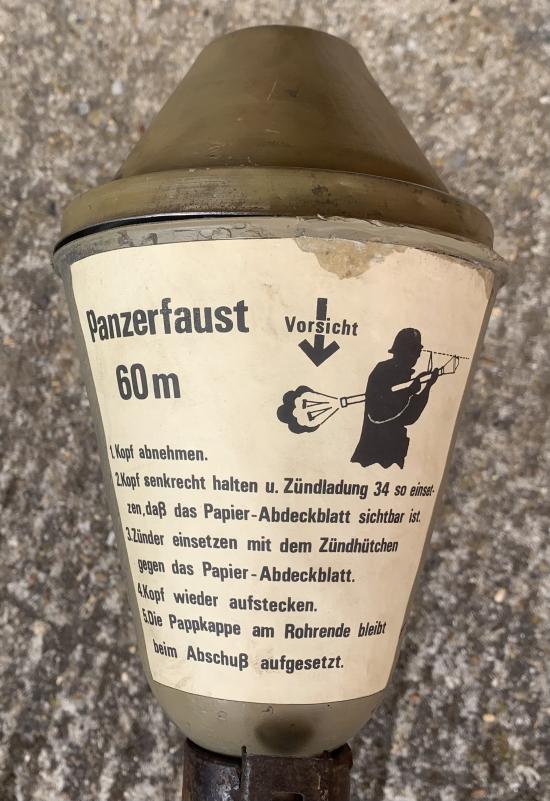 Panzerfaust
60m
Vorsicht
1. Kopf abnehmen.
2.Kopf senkrecht halten u. Zündladung 34 so einset-
zen,daß das Papier-Abdeckblatt sichtbar ist.
3.Zünder einsetzen mit dem Zündhütchen
gegen das Papier-Abdeckblatt.
4.Kopf wieder aufstecken.
5.Die Pappkappe am Rohrende bleibt
beim Abschuß aufgesetzt.